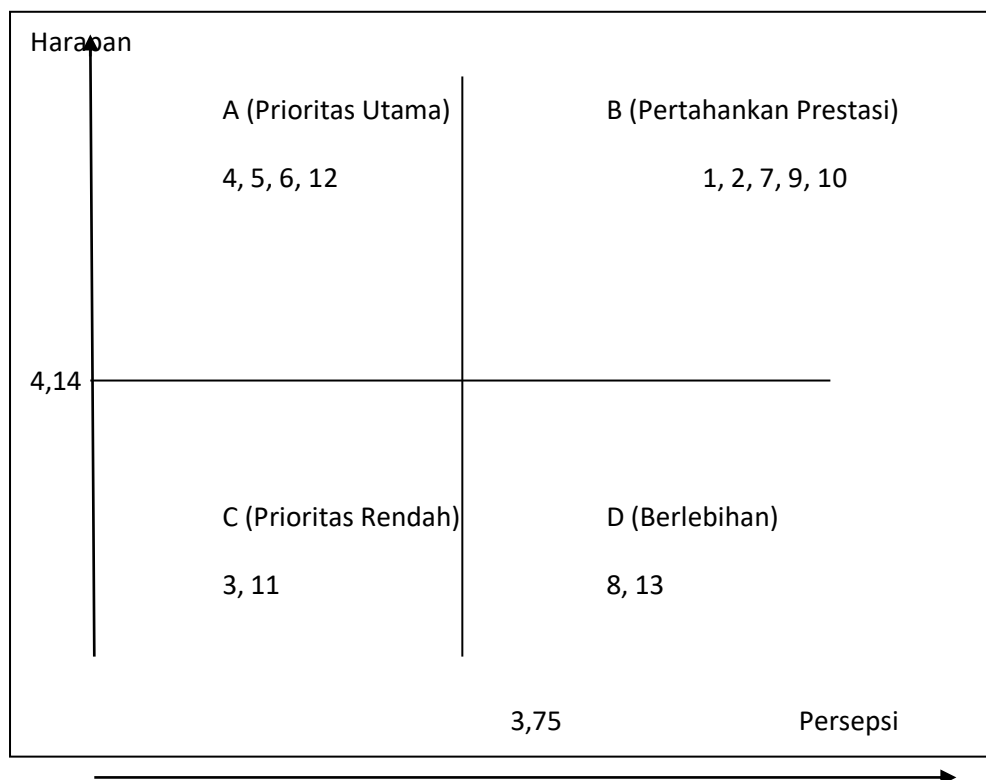 Harapan
A (Prioritas Utama) B (Pertahankan Prestasi)
4, 5, 6, 12 1, 2, 7, 9, 10
4,14
C (Prioritas Rendah) D (Berlebihan)
3, 11 8, 13
3,75 Persepsi